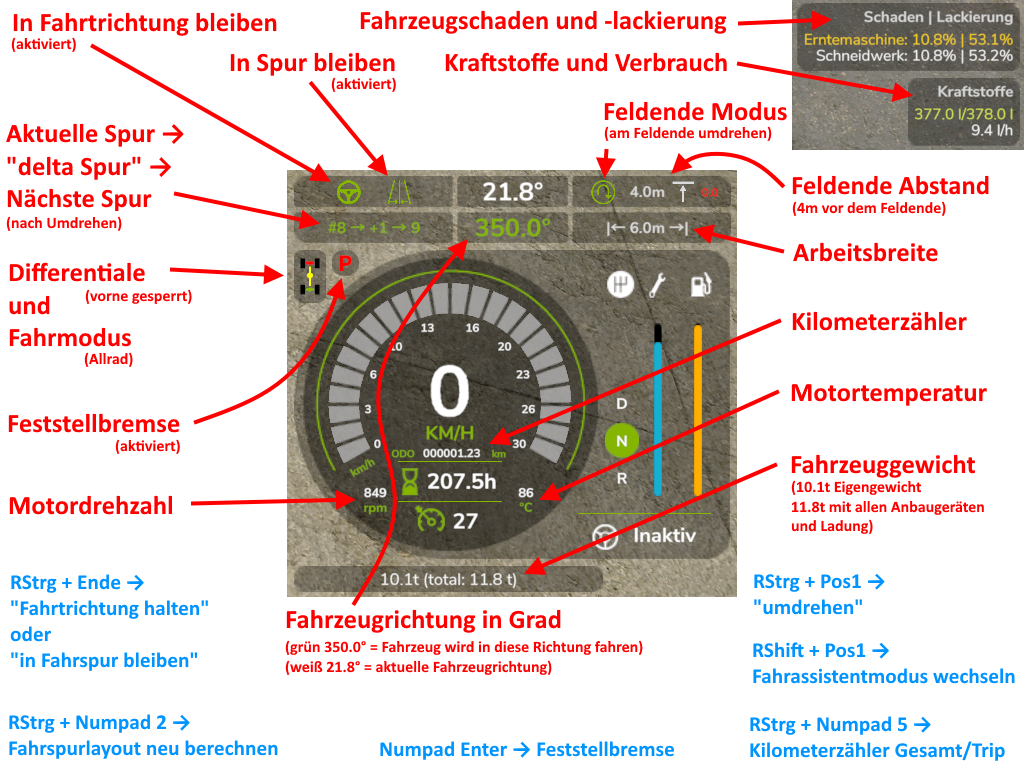 In Fahrtrichtung bleiben
(aktiviert)
Fahrzeugschaden und -lackierung
Schaden | Lackierung
Erntemaschine: 10.8% | 53.1%
Schneidwerk: 10.8% | 53.2%
In Spur bleiben
(aktiviert)
Kraftstoffe und Verbrauch
Kraftstoffe
377.0 l/378.0 l
9.4 l/h
Feldende Modus
(am Feldende umdrehen)
Aktuelle Spur →
"delta Spur" →
Nächste Spur
(nach Umdrehen)
21.8°
4.0m
0.0
Feldende Abstand
(4m vor dem Feldende)
#8 → +1 → 9
350.0°
|← 6.0m →|
Arbeitsbreite
Differentiale
(vorne gesperrt)
und
Fahrmodus
(Allrad)
P
Kilometerzähler
Motortemperatur
Feststellbremse
(aktiviert)
0
3
6
10
13
16
20
23
26
30
km/h
0
KM/H
ODO 000001.23 km
207.5h
27
849
rpm
86
°C
D
N
R
Inaktiv
Motordrehzahl
Fahrzeuggewicht
(10.1t Eigengewicht
11.8t mit allen Anbaugeräten
und Ladung)
10.1t (total: 11.8 t)
Fahrzeugrichtung in Grad
(grün 350.0° = Fahrzeug wird in diese Richtung fahren)
(weiß 21.8° = aktuelle Fahrzeugrichtung)
RStrg + Ende →
"Fahrtrichtung halten"
oder
"in Fahrspur bleiben"
RStrg + Pos1 →
"umdrehen"
RShift + Pos1 →
Fahrassistentmodus wechseln
RStrg + Numpad 2 →
Fahrspurlayout neu berechnen
Numpad Enter → Feststellbremse
RStrg + Numpad 5 →
Kilometerzähler Gesamt/Trip